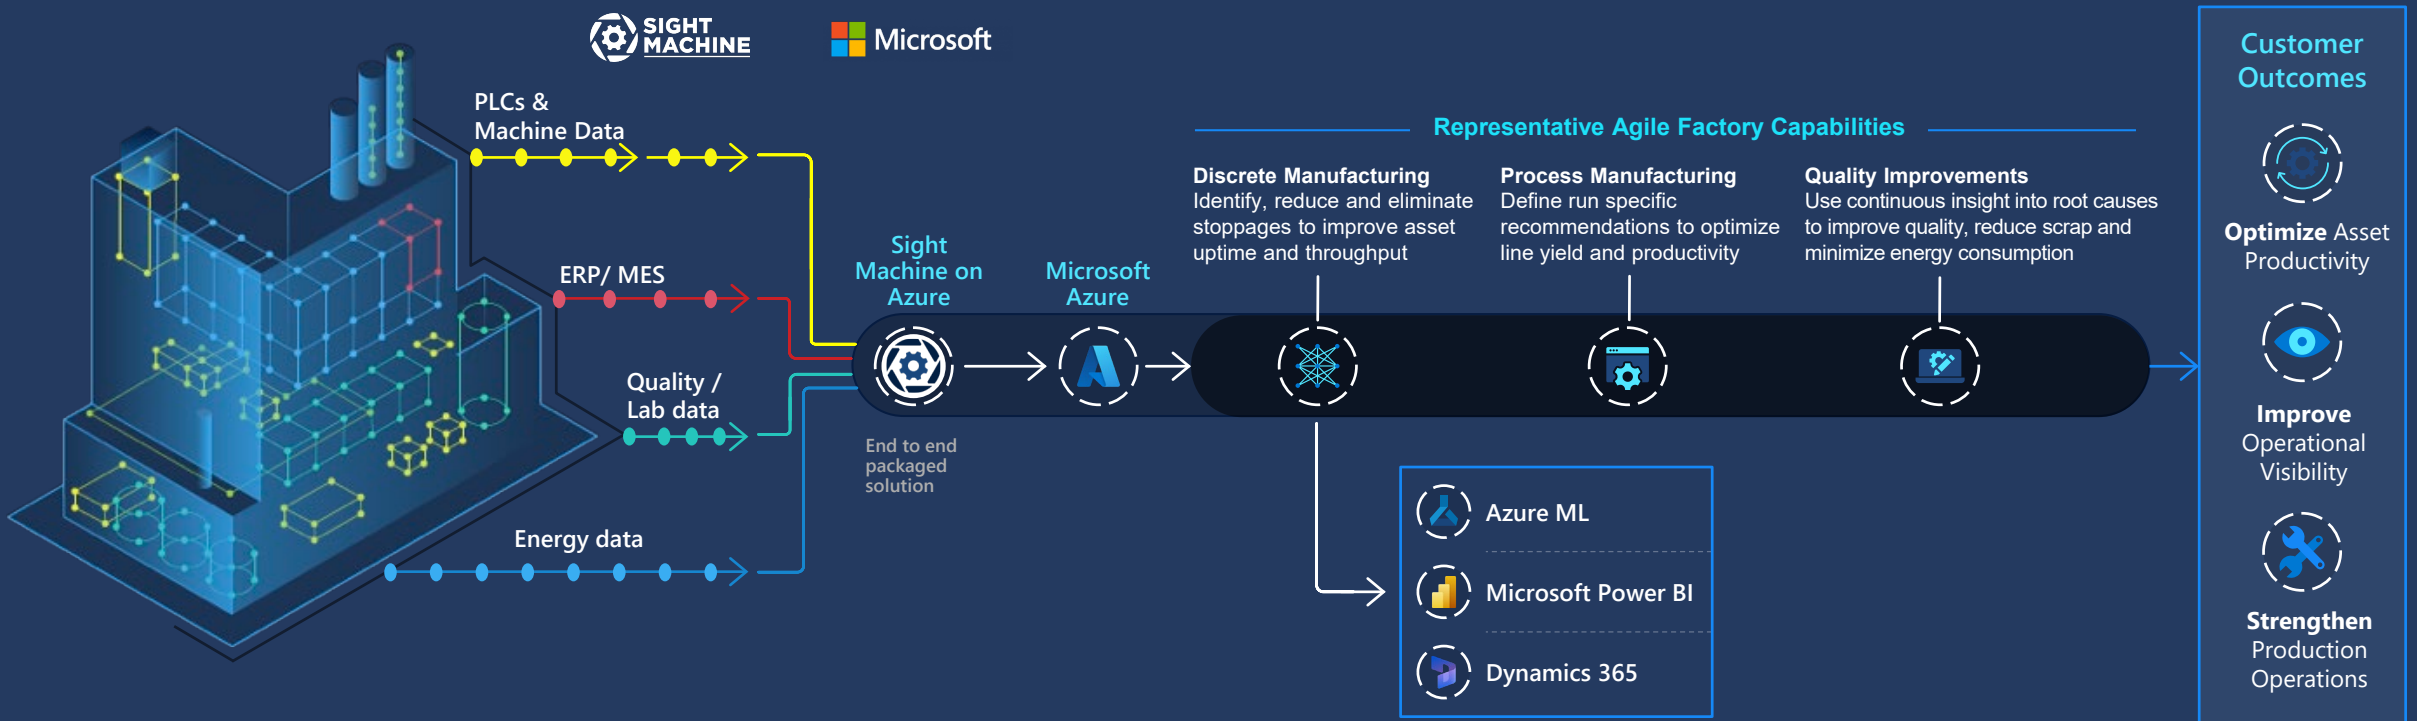 SIGHT
MACHINE
Microsoft
PLCs &
Machine Data
ERP/ MES
Quality /
Lab data
Energy data
Sight
Machine on
Azure
End to end
packaged
solution
Microsoft
Azure
Representative Agile Factory Capabilities
Discrete Manufacturing
Identify, reduce and eliminate
stoppages to improve asset
uptime and throughput
Process Manufacturing
Define run specific
recommendations to optimize
line yield and productivity
Quality Improvements
Use continuous insight into root causes
to improve quality, reduce scrap and
minimize energy consumption
Azure ML
Microsoft Power BI
Dynamics 365
Customer
Outcomes
Optimize Asset
Productivity
Improve
Operational
Visibility
Strengthen
Production
Operations